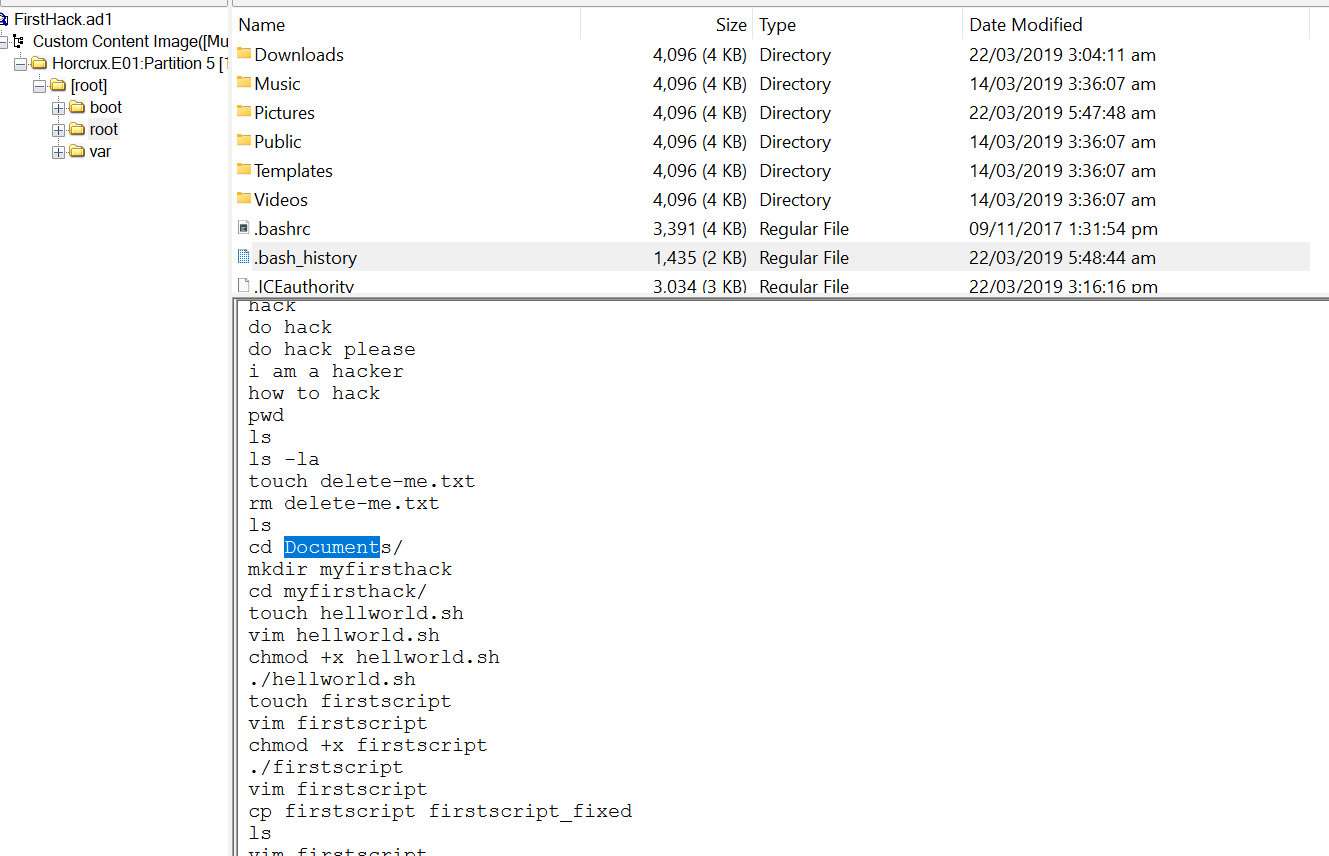 FirstHack.ad1
Custom Content Image([Mu
Horcrux.E01:Partition 5 [
[root]
boot
root
var
Name Size Type Date Modified
Downloads 4,096 (4 KB) Directory 22/03/2019 3:04:11 am
Music 4,096 (4 KB) Directory 14/03/2019 3:36:07 am
Pictures 4,096 (4 KB) Directory 22/03/2019 5:47:48 am
Public 4,096 (4 KB) Directory 14/03/2019 3:36:07 am
Templates 4,096 (4 KB) Directory 14/03/2019 3:36:07 am
Videos 4,096 (4 KB) Directory 14/03/2019 3:36:07 am
.bashrc 3,391 (4 KB) Regular File 09/11/2017 1:31:54 pm
.bash_history 1,435 (2 KB) Regular File 22/03/2019 5:48:44 am
.ICEauthority 3,034 (3 KB) Regular File 22/03/2019 3:16:16 pm
hack
do hack
do hack please
i am a hacker
how to hack
pwd
ls
ls -la
touch delete-me.txt
rm delete-me.txt
ls
cd Documents/
mkdir myfirsthack
cd myfirsthack/
touch hellworld.sh
vim hellworld.sh
chmod +x hellworld.sh
./hellworld.sh
touch firstscript
vim firstscript
chmod +x firstscript
./firstscript
vim firstscript
cp firstscript firstscript_fixed
ls
vim firstscript